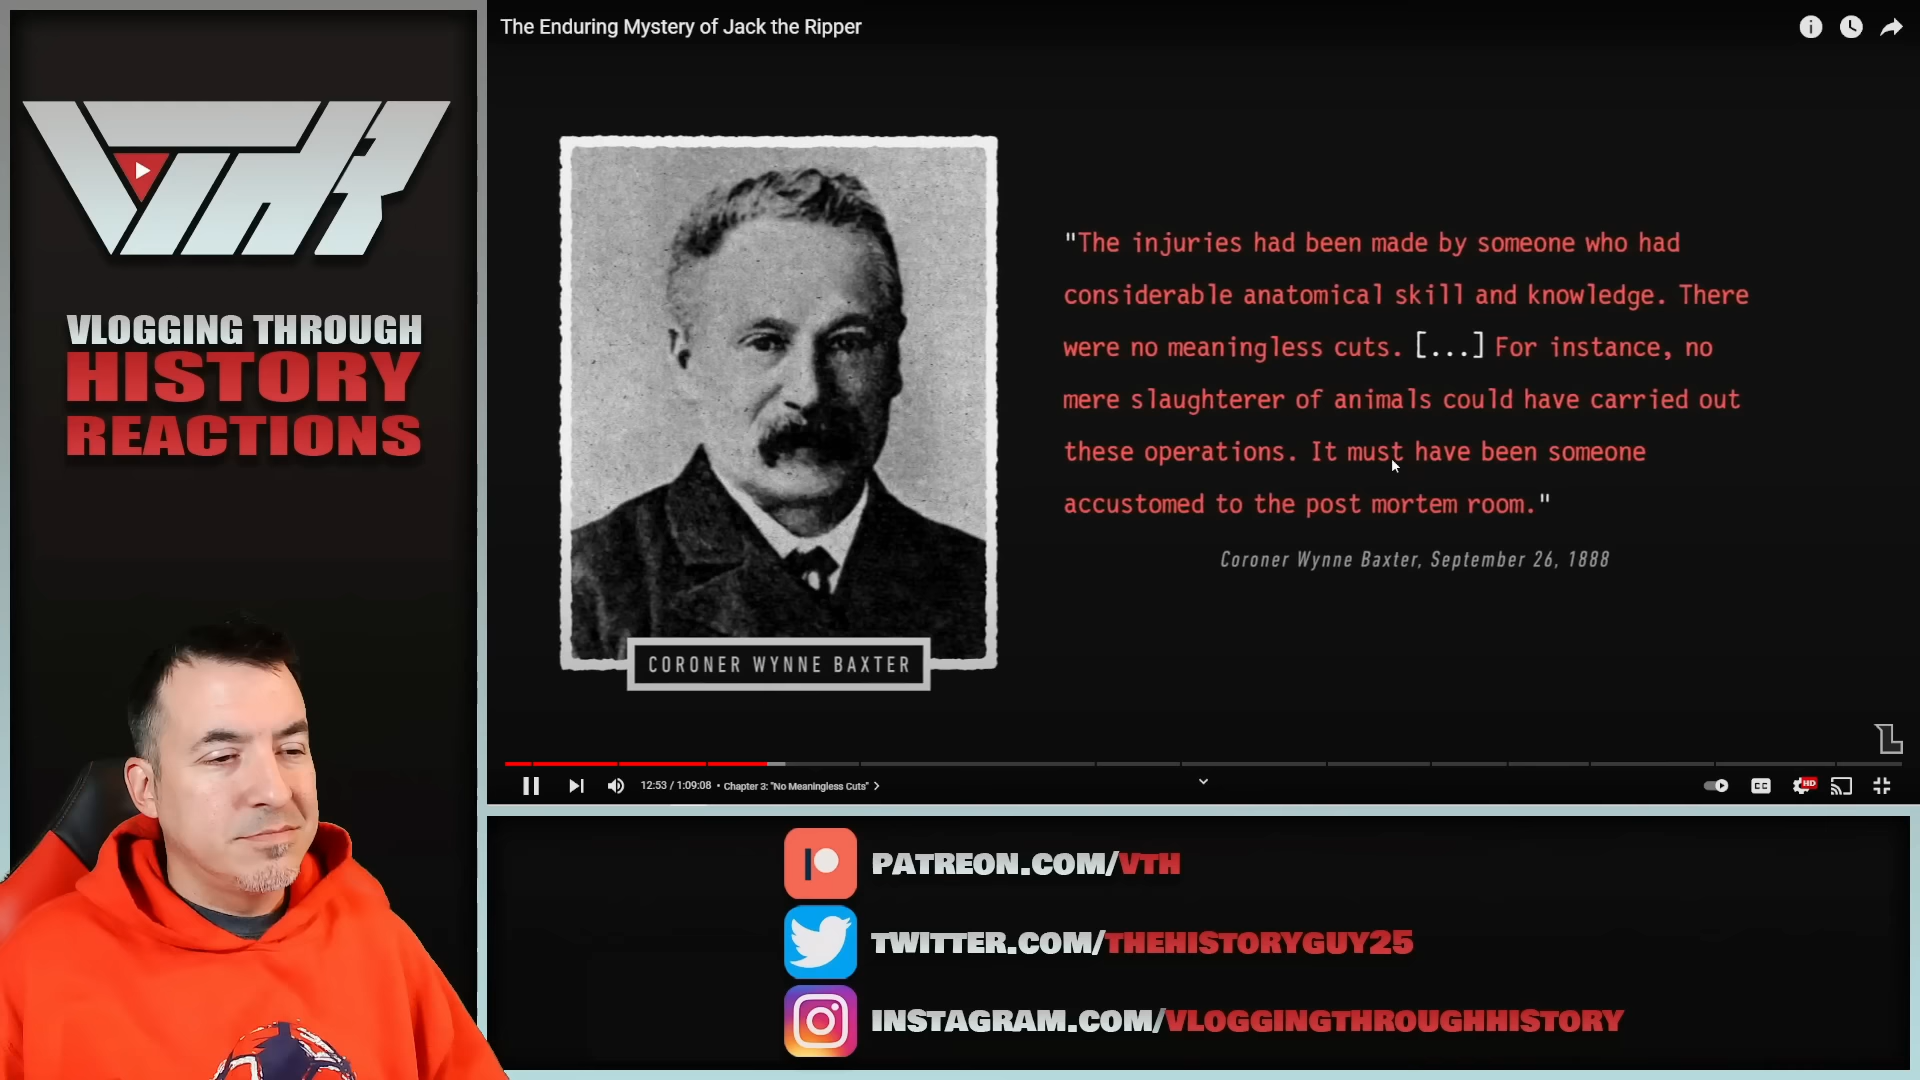 VTHR
VLOGGING THROUGH
HISTORY
REACTIONS
The Enduring Mystery of Jack the Ripper
CORONER WYNNE BAXTER
"The injuries had been made by someone who had
considerable anatomical skill and knowledge. There
were no meaningless cuts. [...] For instance, no
mere slaughterer of animals could have carried out
these operations. It must have been someone
accustomed to the post mortem room."
Coroner Wynne Baxter, September 26, 1888
12:53 / 1:09:08 • Chapter 3: "No Meaningless Cuts"
CC
HD
PATREON.COM/VTH
TWITTER.COM/THEHISTORYGUY25
INSTAGRAM.COM/VLOGGINGTHROUGHHISTORY